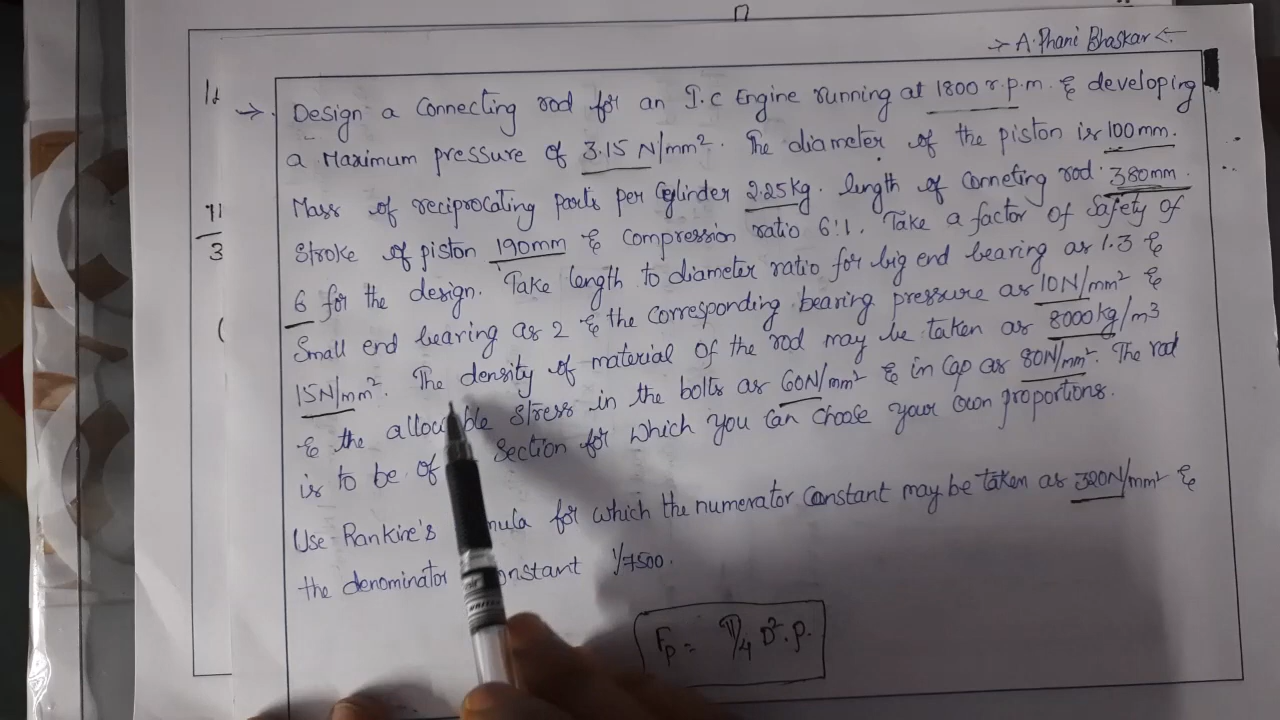 → A. Phani Bhaskar ←
→ Design a Connecting rod for an I.C Engine running at 1800 r.p.m. & developing
a Maximum pressure of 3.15 N/mm². The diameter of the piston is 100mm.
Mass of reciprocating parts per Cylinder 2.25kg. length of Conneting rod 380mm.
Stroke of piston 190mm & Compression ratio 6:1. Take a factor of Safety of
6 for the design. Take length to diameter ratio for big end bearing as 1.3 &
Small end bearing as 2 & the corresponding bearing pressure as 10N/mm² &
15N/mm². The density of material of the rod may be taken as 8000kg/m3
& the allowable Stress in the bolts as 60N/mm² & in Cap as 80N/mm². The rod
is to be of Section for which you can choose your own proportions.
Use Rankine's for which the numerator Constant may be taken as 320N/mm² &
the denominator Constant 1/7500.
Fp = π/4 D². p.